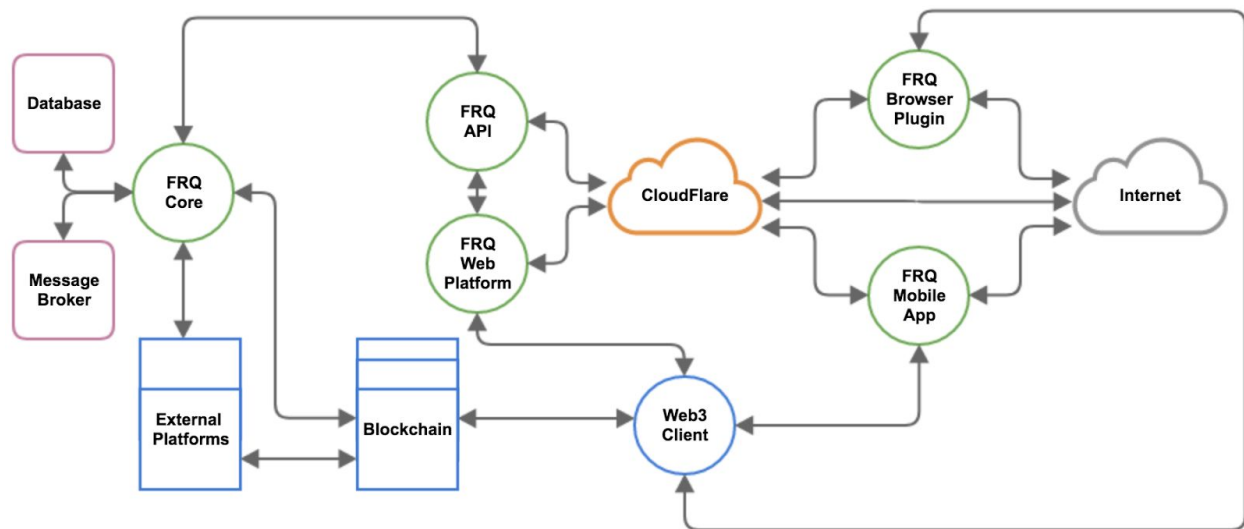 Database
Message
Broker
FRQ
Core
External
Platforms
FRQ
API
FRQ
Web
Platform
Blockchain
CloudFlare
Web3
Client
FRQ
Browser
Plugin
FRQ
Mobile
App
Internet